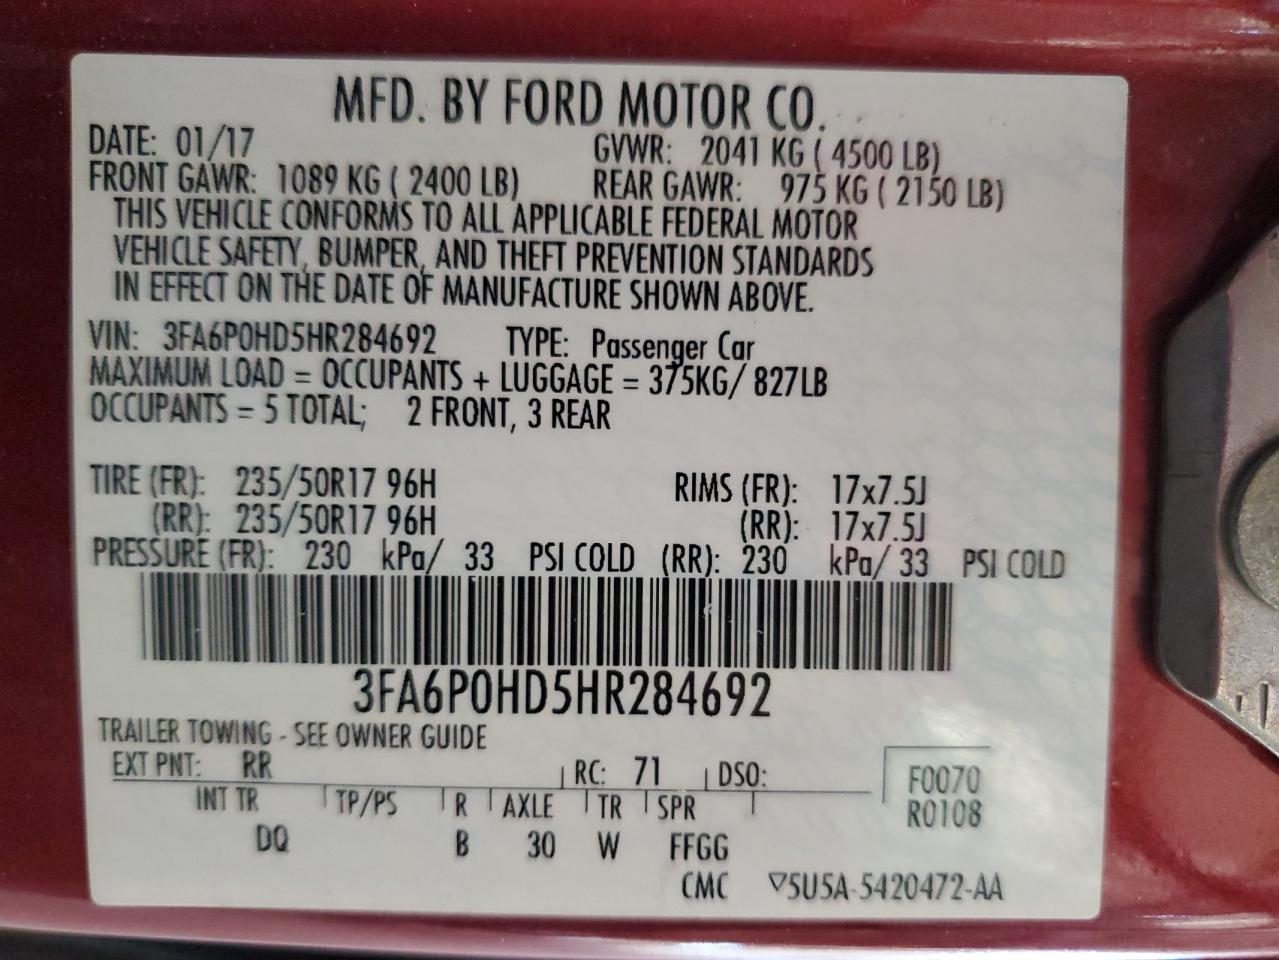 MFD. BY FORD MOTOR CO.
DATE: 01/17 GVWR: 2041 KG ( 4500 LB)
FRONT GAWR: 1089 KG ( 2400 LB) REAR GAWR: 975 KG ( 2150 LB)
THIS VEHICLE CONFORMS TO ALL APPLICABLE FEDERAL MOTOR
VEHICLE SAFETY, BUMPER, AND THEFT PREVENTION STANDARDS
IN EFFECT ON THE DATE OF MANUFACTURE SHOWN ABOVE.
VIN: 3FA6P0HD5HR284692 TYPE: Passenger Car
MAXIMUM LOAD = OCCUPANTS + LUGGAGE = 375KG/ 827LB
OCCUPANTS = 5 TOTAL; 2 FRONT, 3 REAR
TIRE (FR): 235/50R17 96H RIMS (FR): 17x7.5J
(RR): 235/50R17 96H (RR): 17x7.5J
PRESSURE (FR): 230 kPa/ 33 PSI COLD (RR): 230 kPa/ 33 PSI COLD
3FA6P0HD5HR284692
TRAILER TOWING - SEE OWNER GUIDE
EXT PNT: RR RC: 71 DSO: F0070
INT TR TP/PS R AXLE TR SPR R0108
DQ B 30 W FFGG
CMC ▽5U5A-5420472-AA